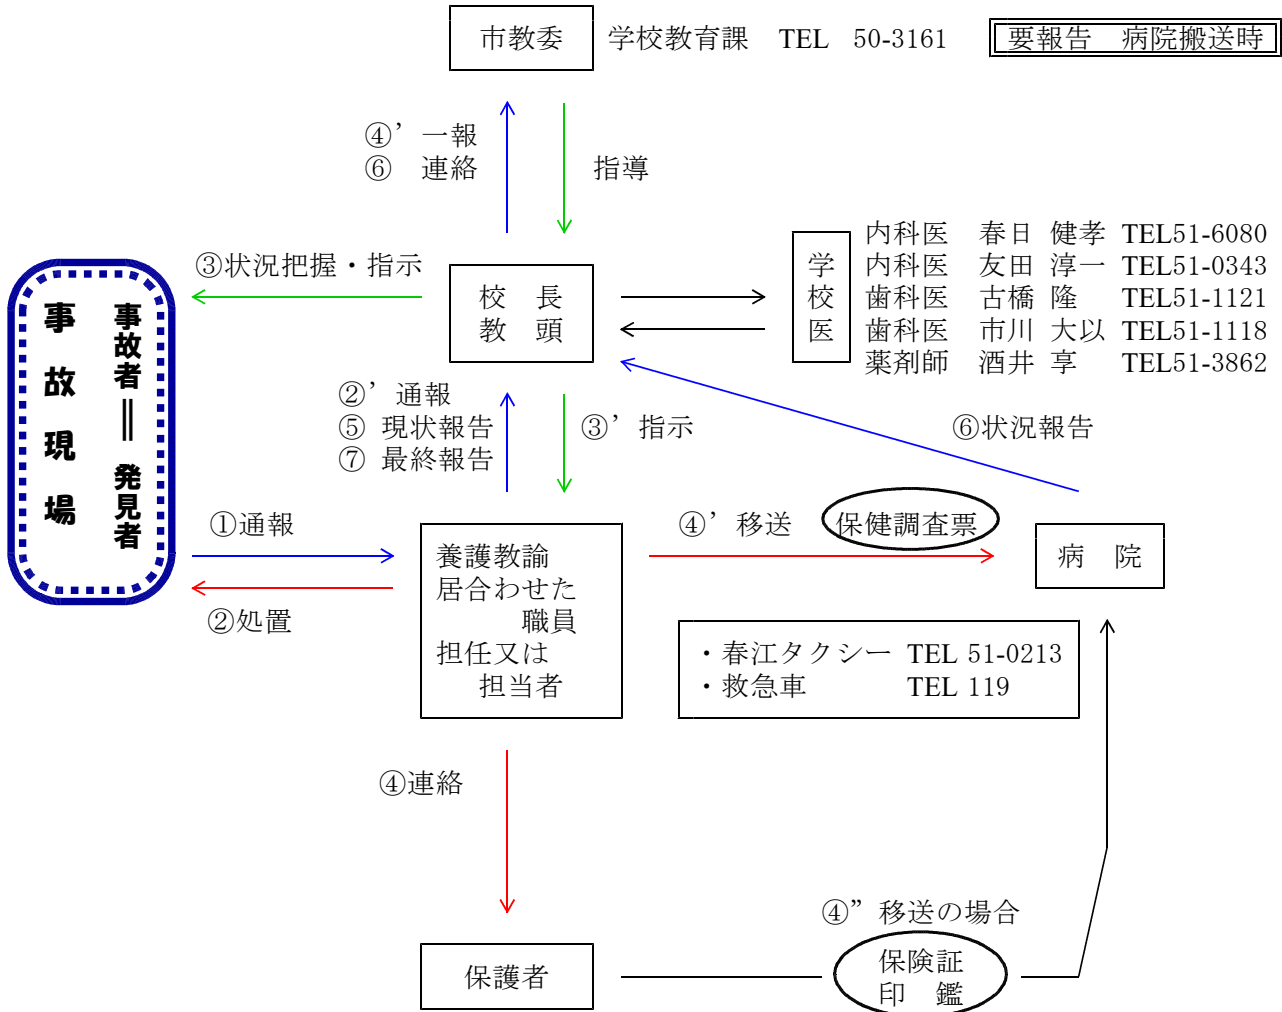 市教委 学校教育課 TEL 50-3161 要報告 病院搬送時
④’一報
⑥ 連絡
指導
③状況把握・指示
校 長
教 頭
学校医
内科医 春日 健孝 TEL51-6080
内科医 友田 淳一 TEL51-0343
歯科医 古橋 隆 TEL51-1121
歯科医 市川 大以 TEL51-1118
薬剤師 酒井 享 TEL51-3862
事故者＝発見者
事故現場
②’通報
⑤ 現状報告
⑦ 最終報告
③’指示
⑥状況報告
①通報
②処置
養護教諭
居合わせた
職員
担任又は
担当者
④’移送 保健調査票
病 院
・春江タクシー TEL 51-0213
・救急車 TEL 119
④連絡
④”移送の場合
保護者
保険証
印 鑑